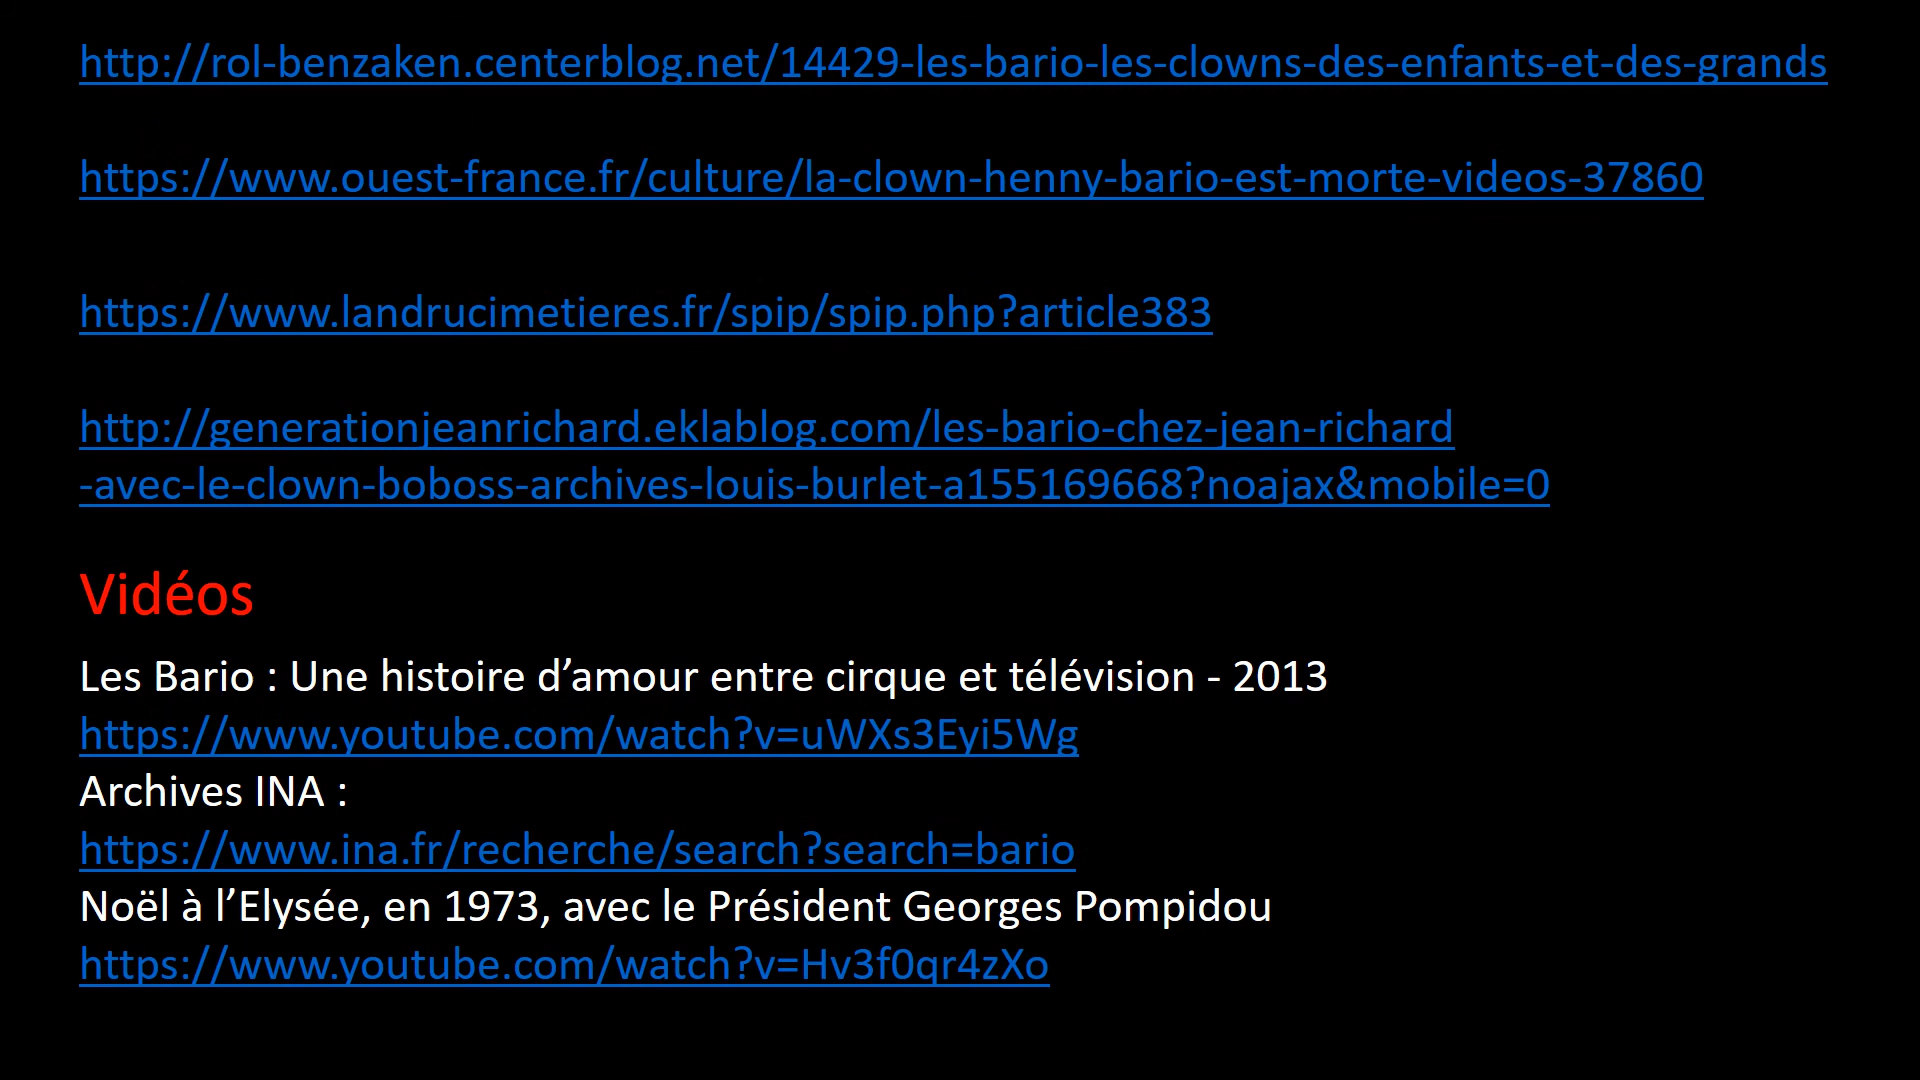 http://rol-benzaken.centerblog.net/14429-les-bario-les-clowns-des-enfants-et-des-grands
https://www.ouest-france.fr/culture/la-clown-henny-bario-est-morte-videos-37860
https://www.landrucimetieres.fr/spip/spip.php?article383
http://generationjeanrichard.eklablog.com/les-bario-chez-jean-richard
-avec-le-clown-boboss-archives-louis-burlet-a155169668?noajax&mobile=0
Vidéos
Les Bario : Une histoire d’amour entre cirque et télévision - 2013
https://www.youtube.com/watch?v=uWXs3Eyi5Wg
Archives INA :
https://www.ina.fr/recherche/search?search=bario
Noël à l’Elysée, en 1973, avec le Président Georges Pompidou
https://www.youtube.com/watch?v=Hv3f0qr4zXo